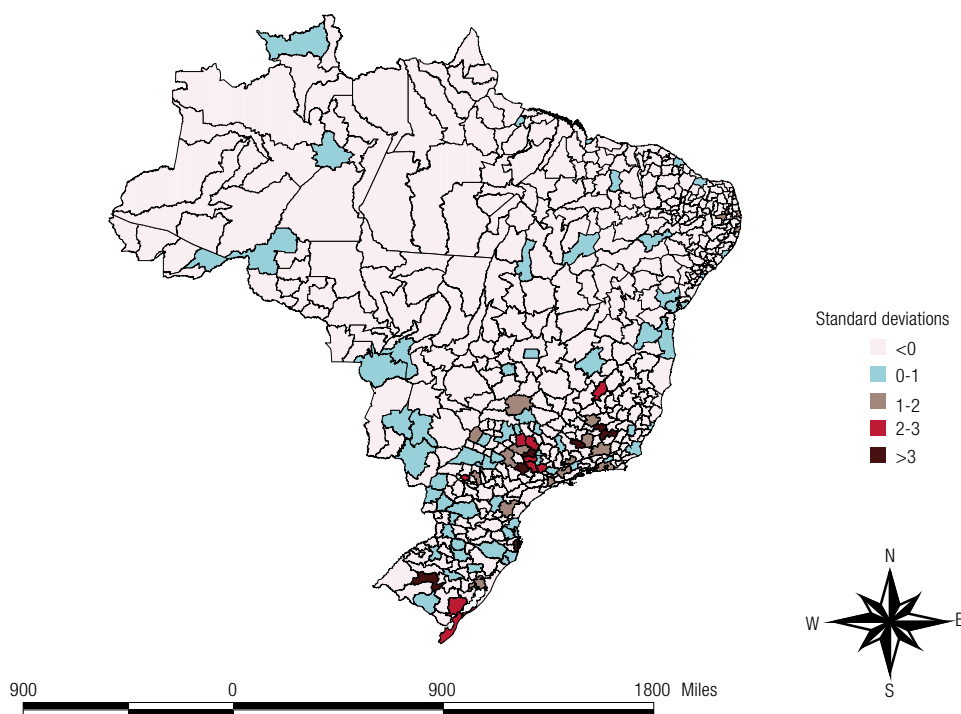 Standard deviations
<0
0-1
1-2
2-3
>3
N
W E
S
900 0 900 1800 Miles